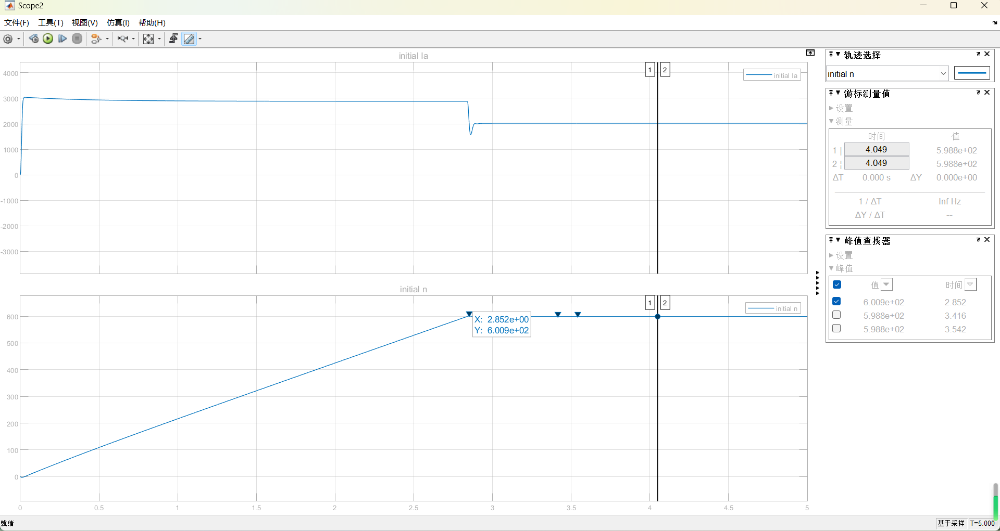 Scope2
文件(F) 工具(T) 视图(V) 仿真(I) 帮助(H)
initial Ia
4000
3000
2000
1000
0
-1000
-2000
-3000
1 2
initial Ia
initial n
600
500
400
300
200
100
0
1 2
initial n
X: 2.852e+00
Y: 6.009e+02
0 0.5 1 1.5 2 2.5 3 3.5 4 4.5 5
轨迹选择
initial n
游标测量值
设置
测量
时间 值
1 | 4.049 5.988e+02
2 ¦ 4.049 5.988e+02
ΔT 0.000 s ΔY 0.000e+00
1 / ΔT Inf Hz
ΔY / ΔT --
峰值查找器
设置
峰值
值 时间
6.009e+02 2.852
5.988e+02 3.416
5.988e+02 3.542
就绪
基于采样 T=5.000